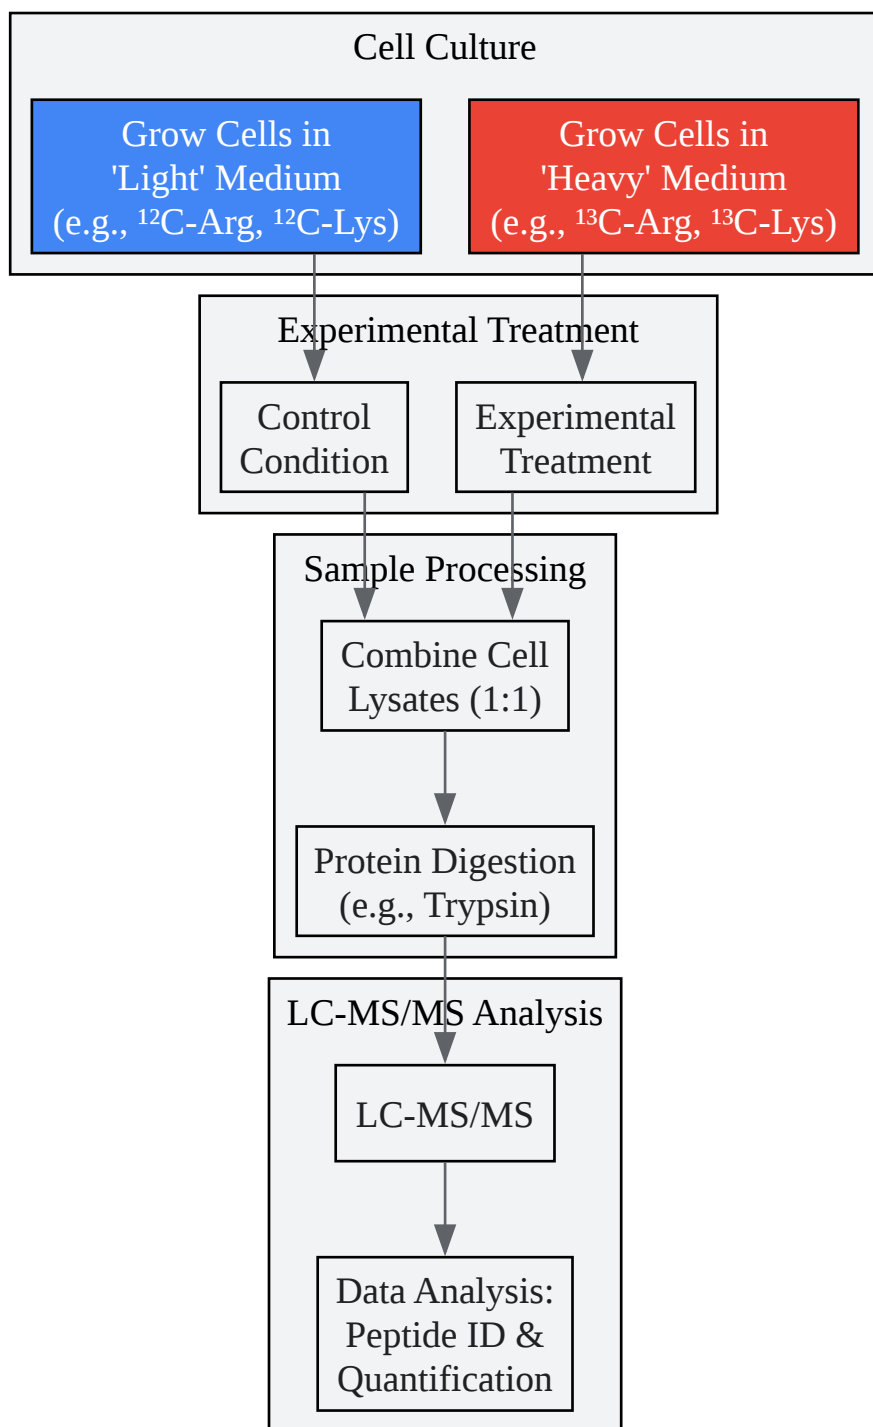 Cell Culture
Grow Cells in
'Light' Medium
(e.g., ¹²C-Arg, ¹²C-Lys)
Grow Cells in
'Heavy' Medium
(e.g., ¹³C-Arg, ¹³C-Lys)
Experimental Treatment
Control
Condition
Experimental
Treatment
Sample Processing
Combine Cell
Lysates (1:1)
Protein Digestion
(e.g., Trypsin)
LC-MS/MS Analysis
LC-MS/MS
Data Analysis:
Peptide ID &
Quantification